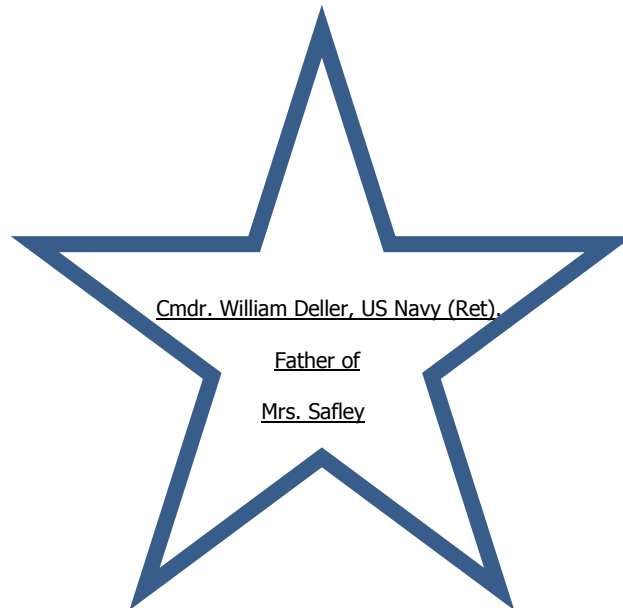 Cmdr. William Deller, US Navy (Ret).
Father of
Mrs. Safley